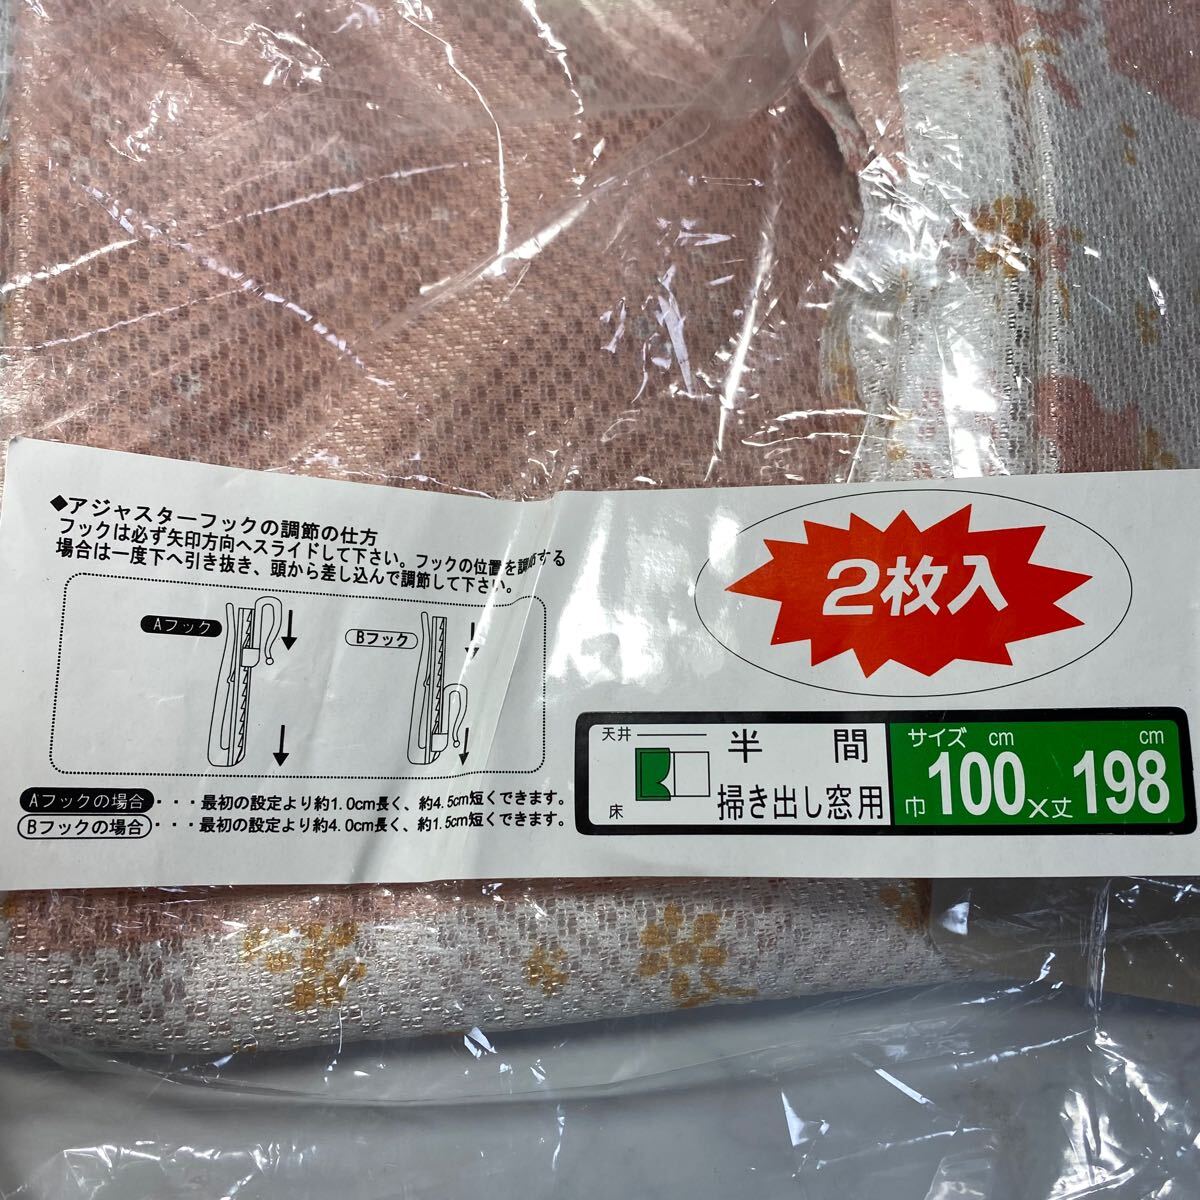 ◆アジャスターフックの調節の仕方
フックは必ず矢印方向へスライドして下さい。フックの位置を調節する
場合は一度下へ引き抜き、頭から差し込んで調節して下さい。
Aフック
Bフック
Aフックの場合・・・最初の設定より約1.0cm長く、約4.5cm短くできます。
Bフックの場合・・・最初の設定より約4.0cm長く、約1.5cm短くできます。
2枚入
天井
床
半間
掃き出し窓用
サイズ cm cm
巾100×丈198